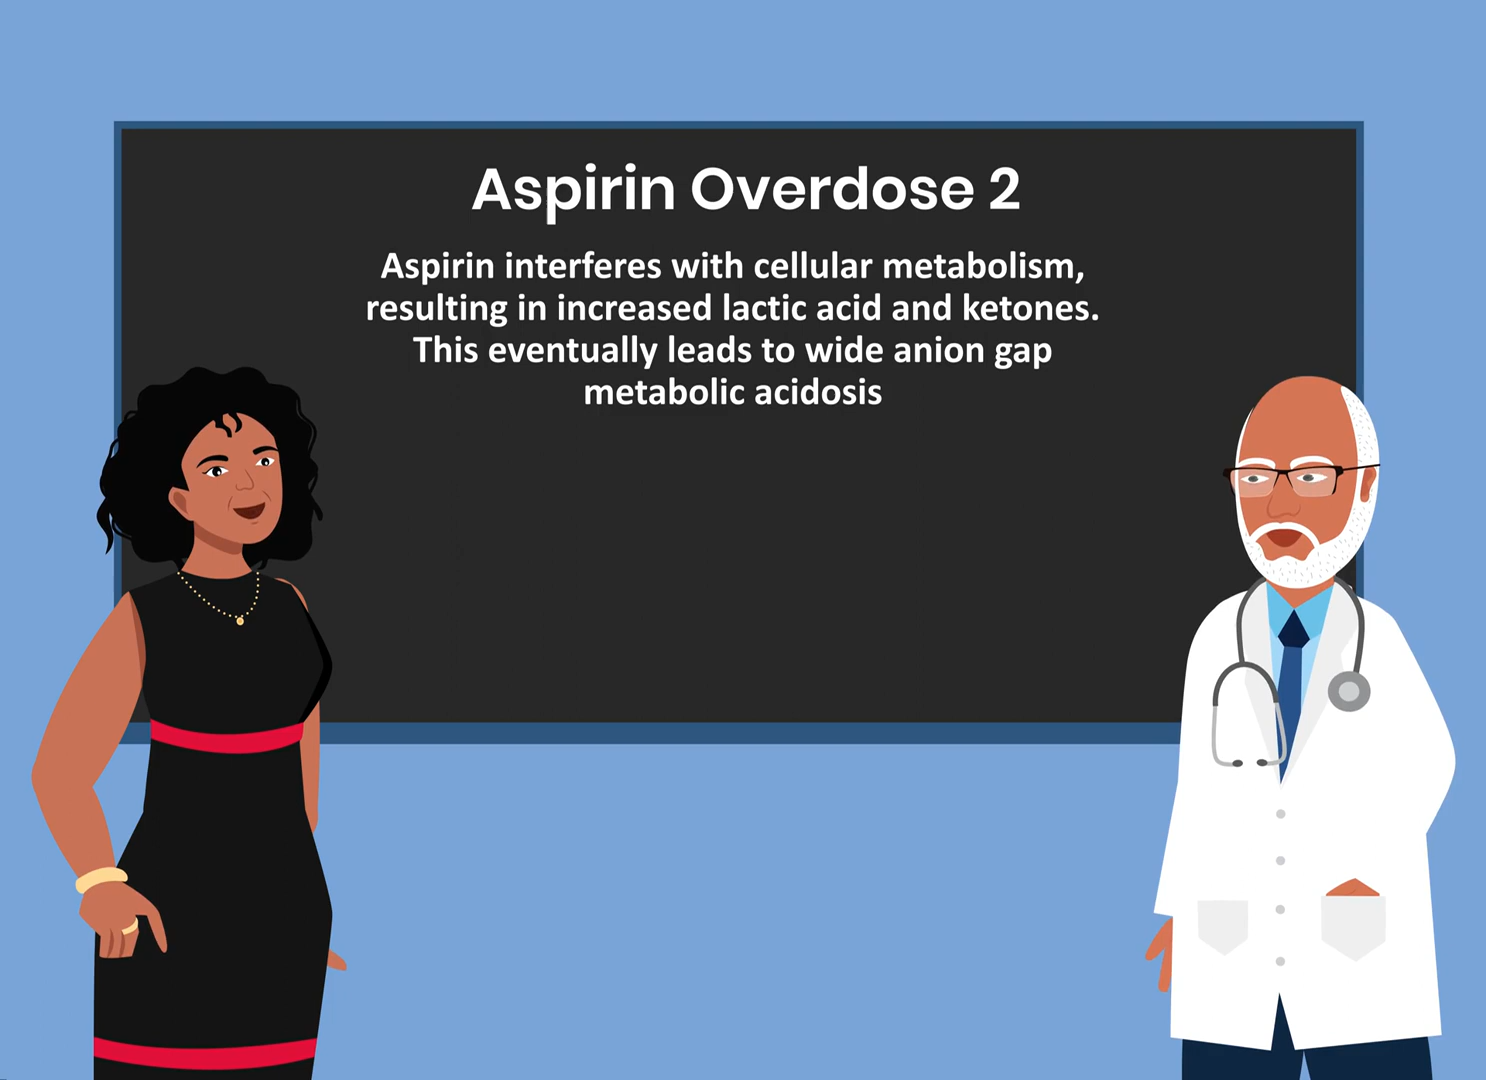 Aspirin Overdose 2
Aspirin interferes with cellular metabolism,
resulting in increased lactic acid and ketones.
This eventually leads to wide anion gap
metabolic acidosis